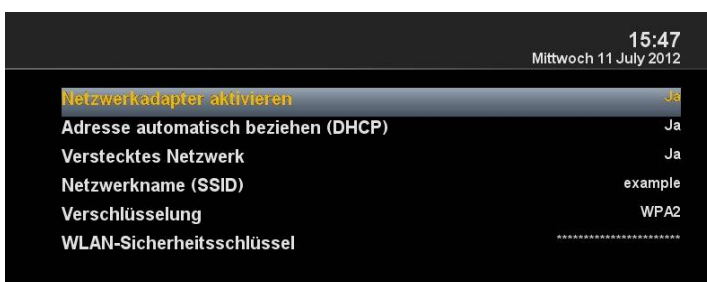 15:47
Mittwoch 11 July 2012
Netzwerkadapter aktivieren Ja
Adresse automatisch beziehen (DHCP) Ja
Verstecktes Netzwerk Ja
Netzwerkname (SSID) example
Verschlüsselung WPA2
WLAN-Sicherheitsschlüssel ***********************